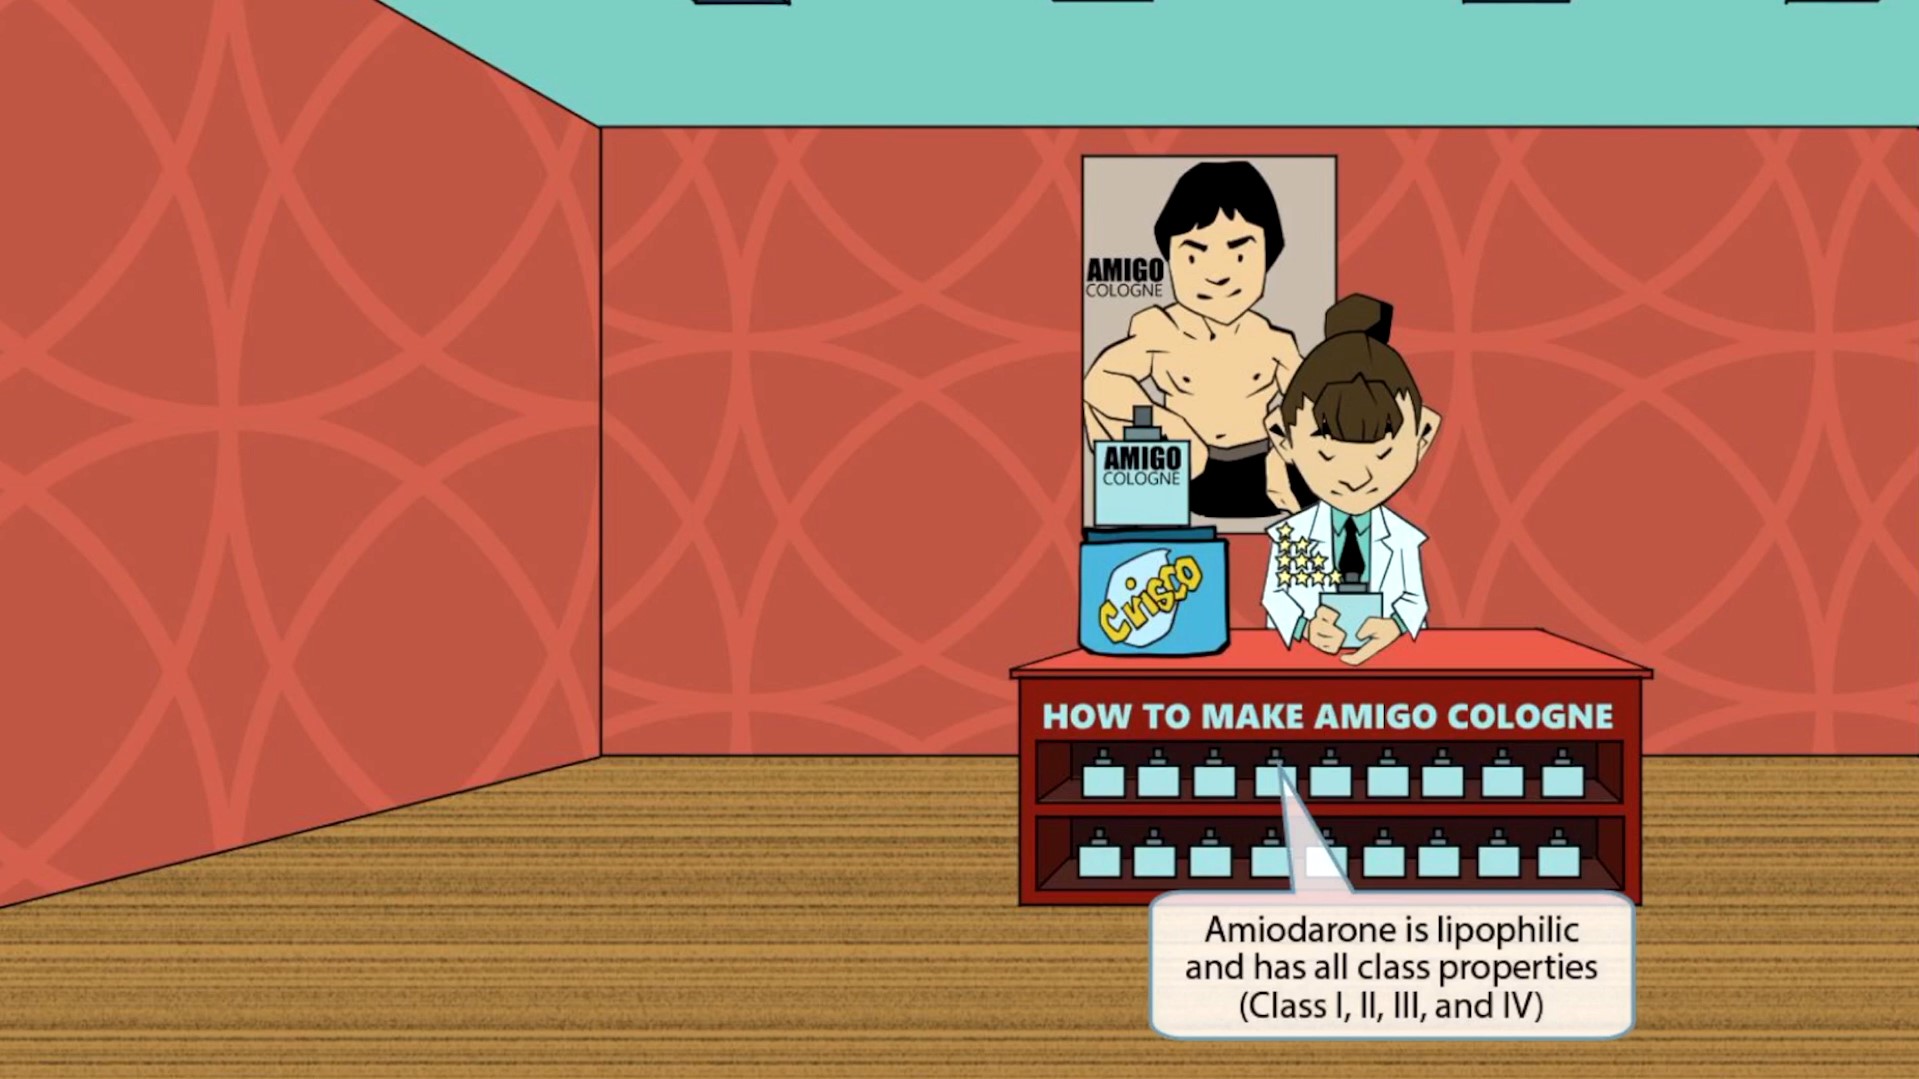 AMIGO
COLOGNE
AMIGO
COLOGNE
Crisco
HOW TO MAKE AMIGO COLOGNE
Amiodarone is lipophilic
and has all class properties
(Class I, II, III, and IV)